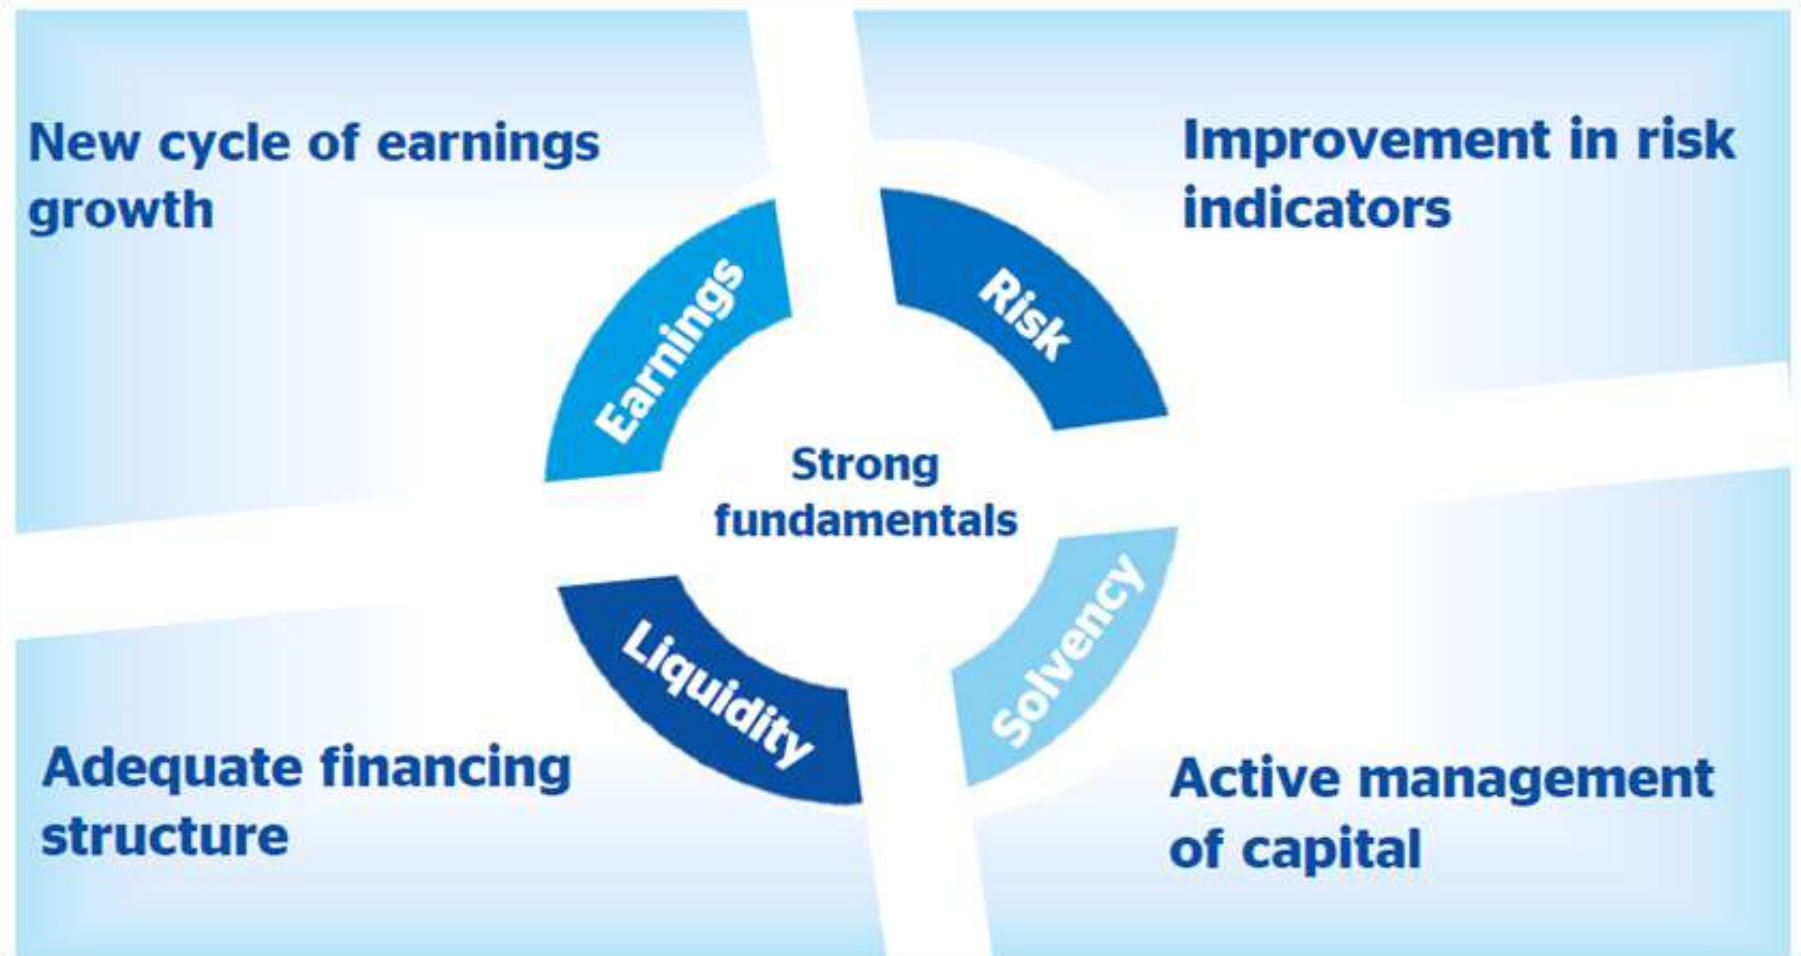 New cycle of earnings
growth
Improvement in risk
indicators
Earnings
Risk
Strong
fundamentals
Liquidity
Solvency
Adequate financing
structure
Active management
of capital